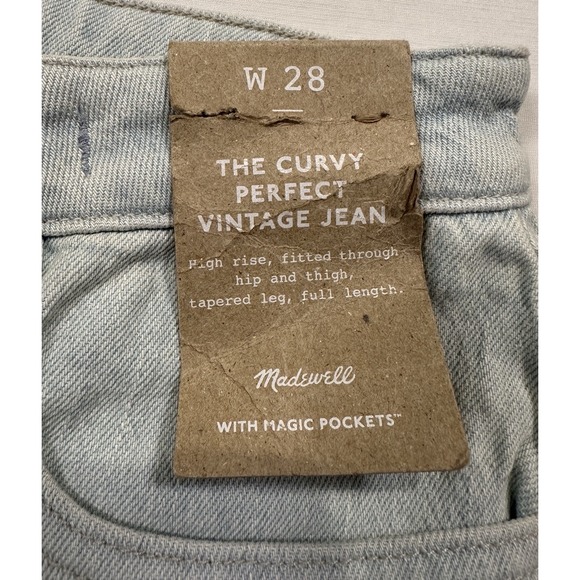 W 28
THE CURVY
PERFECT
VINTAGE JEAN
High rise, fitted through
hip and thigh,
tapered leg, full length.
Madewell
WITH MAGIC POCKETS™